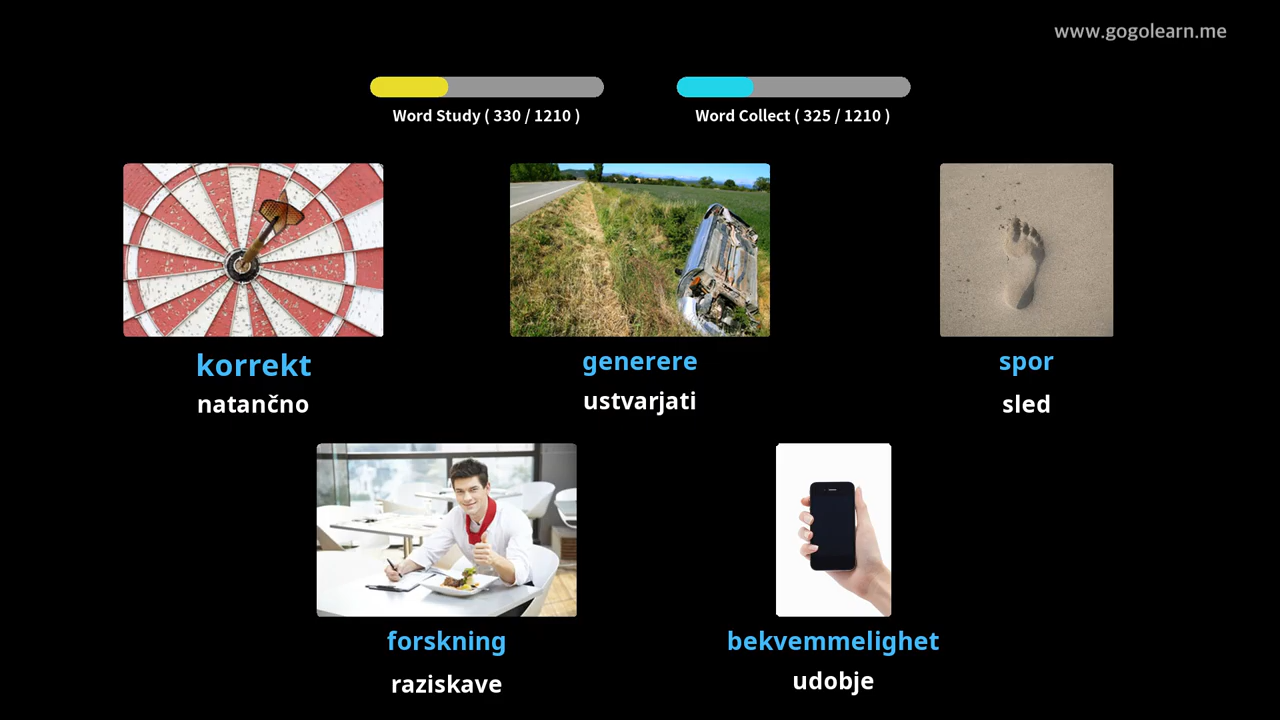 www.gogolearn.me
Word Study ( 330 / 1210 )
Word Collect ( 325 / 1210 )
korrekt
natančno
generere
ustvarjati
spor
sled
forskning
raziskave
bekvemmelighet
udobje